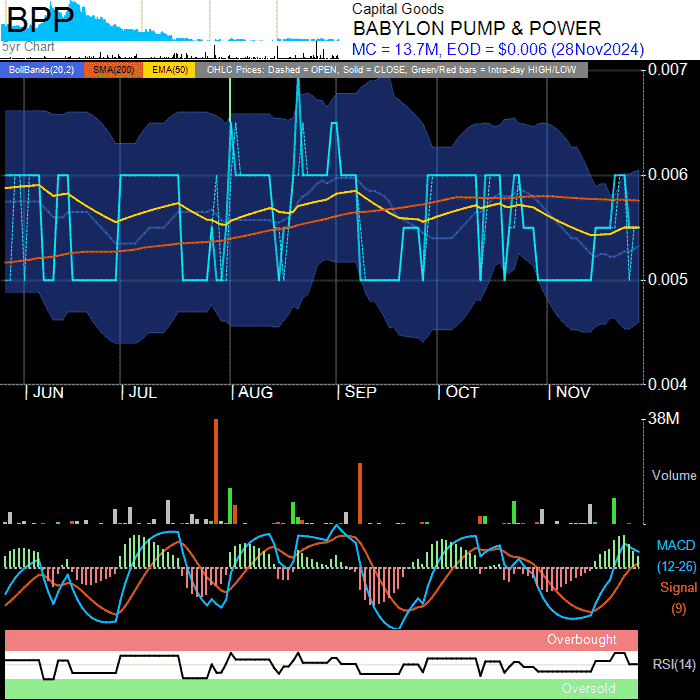 BPP
5yr Chart
Capital Goods
BABYLON PUMP & POWER
MC = 13.7M, EOD = $0.006 (28Nov2024)
BollBands(20,2) SMA(200) EMA(50) OHLC Prices: Dashed = OPEN, Solid = CLOSE, Green/Red bars = Intra-day HIGH/LOW
0.007
0.006
0.005
0.004
JUN JUL AUG SEP OCT NOV
38M
Volume
MACD
(12-26)
Signal
(9)
Overbought
RSI(14)
Oversold